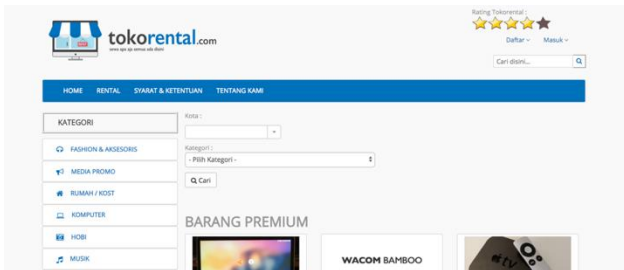 Rating Tokorental :
tokorental.com
sewa apa aja semua ada disini
Daftar
Masuk
Cari disini...
HOME
RENTAL
SYARAT & KETENTUAN
TENTANG KAMI
KATEGORI
Kota :
FASHION & AKSESORIS
Kategori :
- Pilih Kategori -
MEDIA PROMO
Cari
RUMAH / KOST
KOMPUTER
BARANG PREMIUM
HOBI
WACOM BAMBOO
MUSIK
tv